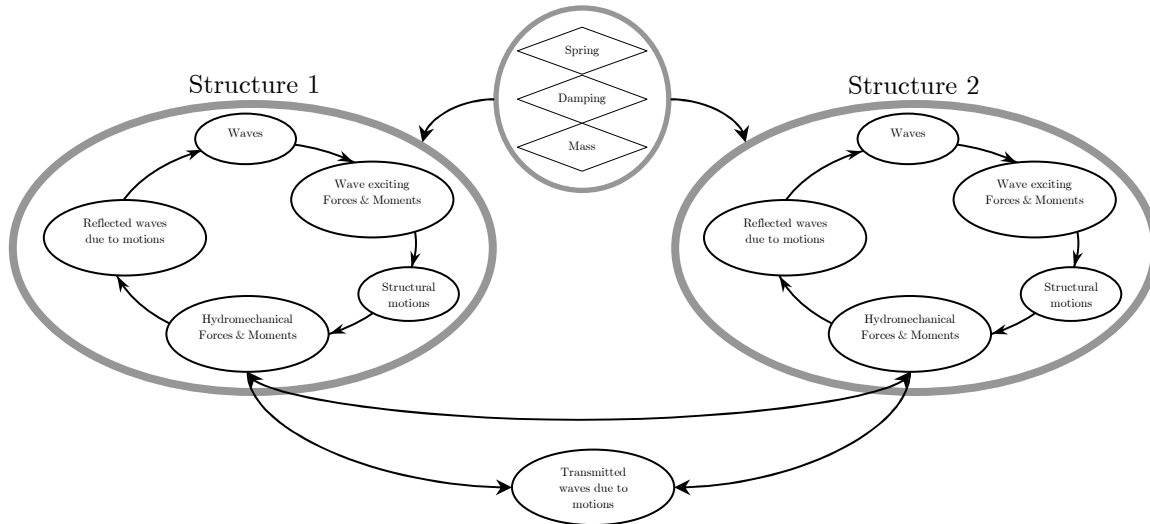 Structure 1
Waves
Wave exciting
Forces & Moments
Structural
motions
Hydromechanical
Forces & Moments
Reflected waves
due to motions
Spring
Damping
Mass
Structure 2
Waves
Wave exciting
Forces & Moments
Structural
motions
Hydromechanical
Forces & Moments
Reflected waves
due to motions
Transmitted
waves due to
motions